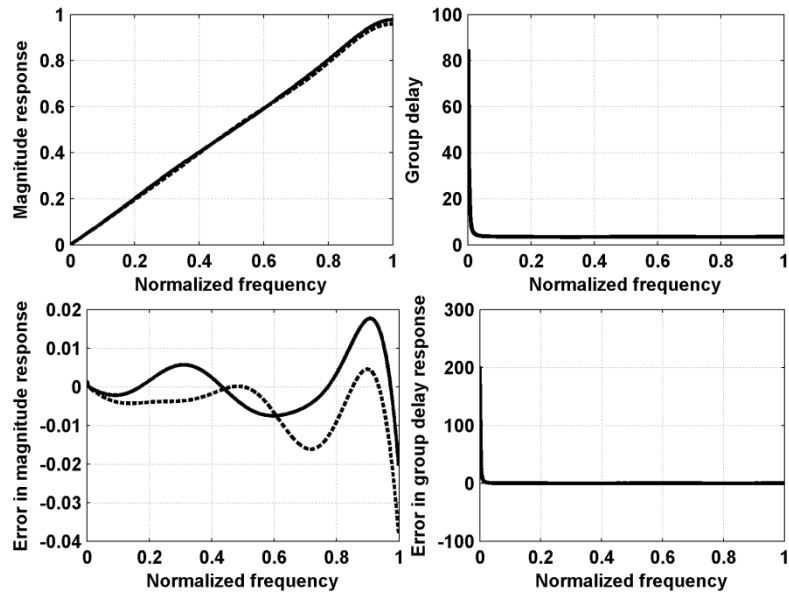 Magnitude response
1
0.8
0.6
0.4
0.2
0
0 0.2 0.4 0.6 0.8 1
Normalized frequency
Group delay
100
80
60
40
20
0
0 0.2 0.4 0.6 0.8 1
Normalized frequency
Error in magnitude response
0.02
0.01
0
-0.01
-0.02
-0.03
-0.04
0 0.2 0.4 0.6 0.8 1
Normalized frequency
Error in group delay response
300
200
100
0
-100
0 0.2 0.4 0.6 0.8 1
Normalized frequency